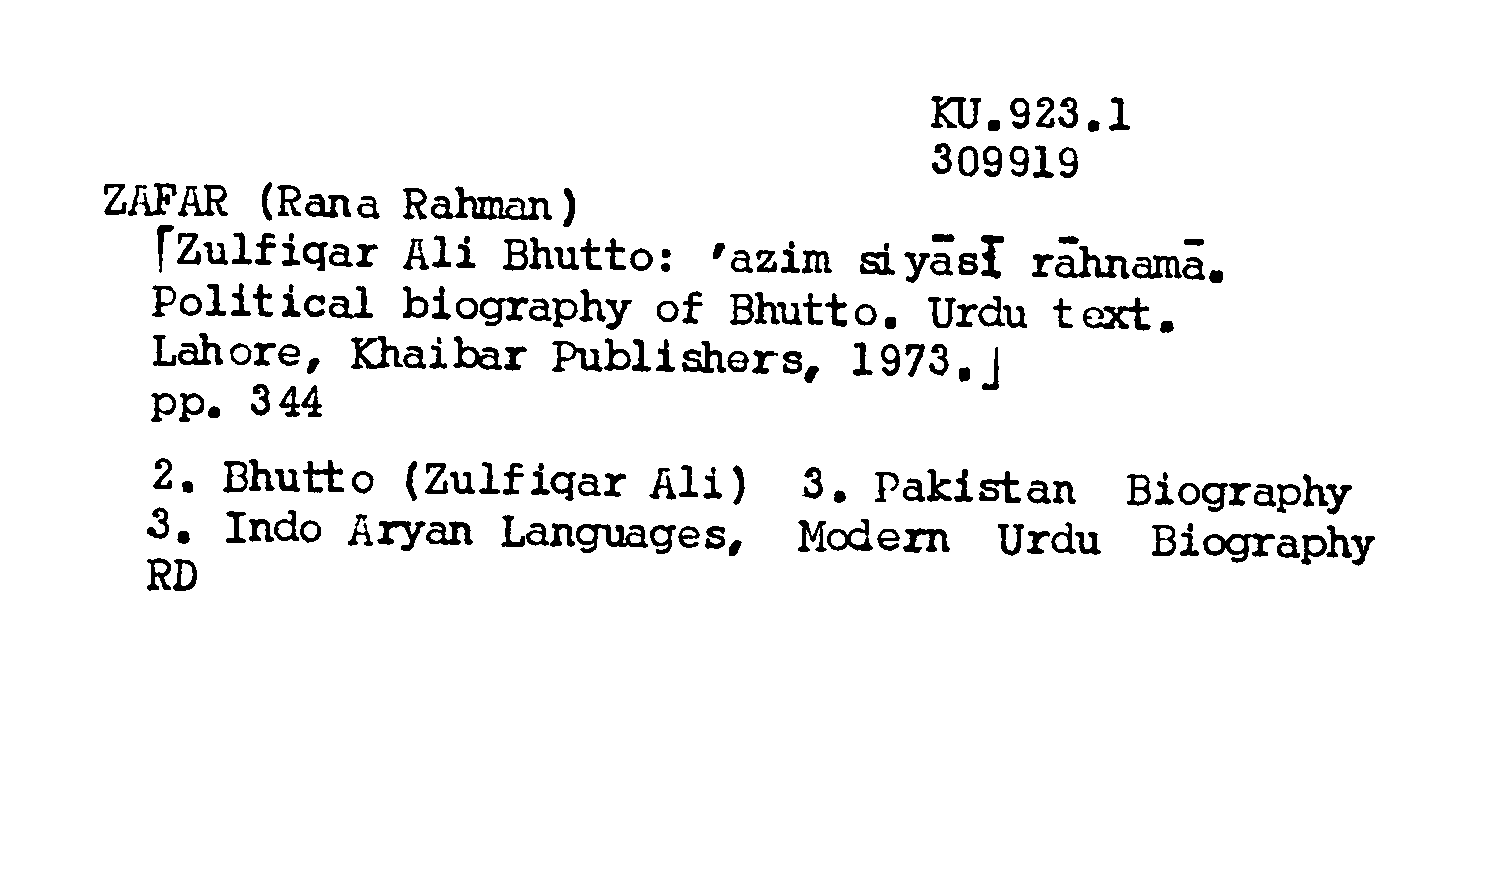 KU.923.1
309919
ZAFAR (Rana Rahman)
⌈Zulfiqar Ali Bhutto: 'azim siyāsī rāhnamā.
Political biography of Bhutto. Urdu text.
Lahore, Khaibar Publishers, 1973.⌋
pp. 344
2. Bhutto (Zulfiqar Ali) 3. Pakistan Biography
3. Indo Aryan Languages, Modern Urdu Biography
RD